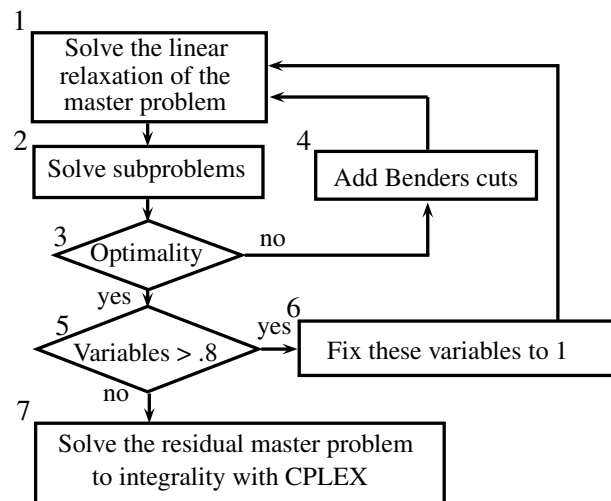 1
Solve the linear
relaxation of the
master problem
2
Solve subproblems
4
Add Benders cuts
3
Optimality
no
yes
5
Variables > .8
yes
6
Fix these variables to 1
no
7
Solve the residual master problem
to integrality with CPLEX